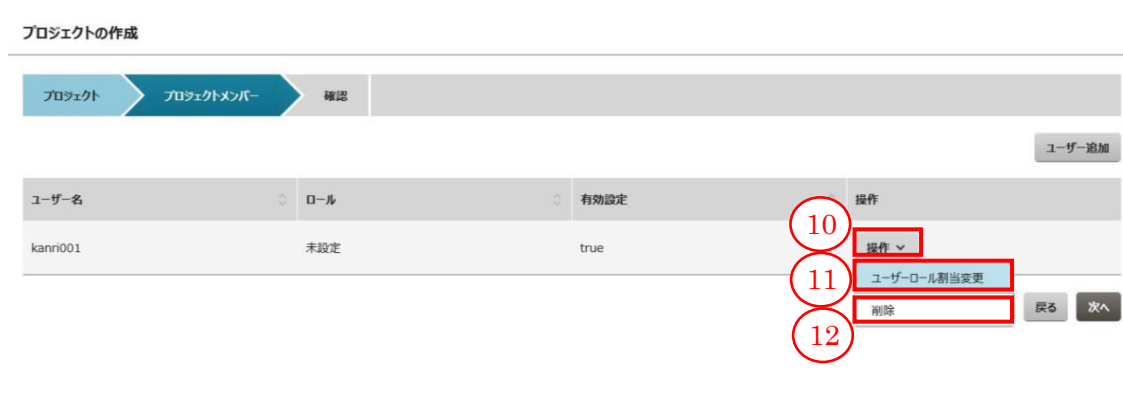 プロジェクトの作成
プロジェクト プロジェクトメンバー 確認
ユーザー追加
ユーザー名 ロール 有効設定 操作
kanri001 未設定 true 10 操作
11 ユーザーロール割当変更
12 削除 戻る 次へ